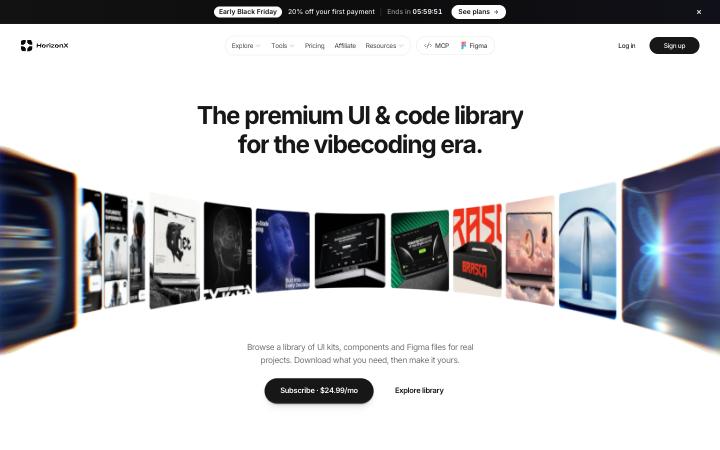 Early Black Friday 20% off your first payment Ends in 05:59:51 See plans →
HorizonX Explore Tools Pricing Affiliate Resources </> MCP Figma Log in Sign up
The premium UI & code library
for the vibecoding era.
BRASCA
Browse a library of UI kits, components and Figma files for real
projects. Download what you need, then make it yours.
Subscribe · $24.99/mo Explore library